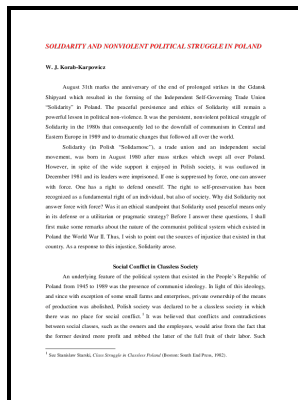 SOLIDARITY AND NONVIOLENT POLITICAL STRUGGLE IN POLAND
W. J. Korab-Karpowicz
August 31th marks the anniversary of the end of prolonged strikes in the Gdansk
Shipyard which resulted in the forming of the Independent Self-Governing Trade Union
“Solidarity” in Poland. The peaceful persistence and ethics of Solidarity still remain a
powerful lesson in political non-violence. It was the persistent, nonviolent political struggle of
Solidarity in the 1980s that consequently led to the downfall of communism in Central and
Eastern Europe in 1989 and to dramatic changes that followed all over the world.
Solidarity (in Polish “Solidarnosc”), a trade union and an independent social
movement, was born in August 1980 after mass strikes which swept all over Poland.
However, in spite of the wide support it enjoyed in Polish society, it was outlawed in
December 1981 and its leaders were imprisoned. If one is suppressed by force, one can answer
with force. One has a right to defend oneself. The right to self-preservation has been
recognized as a fundamental right of an individual, but also of society. Why did Solidarity not
answer force with force? Was it an ethical standpoint that Solidarity used peaceful means only
in its defense or a utilitarian or pragmatic strategy? Before I answer these questions, I shall
first make some remarks about the nature of the communist political system which existed in
Poland the World War II. Thus, I wish to point out the sources of injustice that existed in that
country. As a response to this injustice, Solidarity arose.
Social Conflict in Classless Society
An underlying feature of the political system that existed in the People’s Republic of
Poland from 1945 to 1989 was the presence of communist ideology. In light of this ideology,
and since with exception of some small farms and enterprises, private ownership of the means
of production was abolished, Polish society was declared to be a classless society in which
there was no place for social conflict.¹ It was believed that conflicts and contradictions
between social classes, such as the owners and the employees, would arise from the fact that
the former desired more profit and robbed the latter of the full fruit of their labor. Such
¹ See Stanislaw Starski, Class Struggle in Classless Poland (Boston: South End Press, 1982).